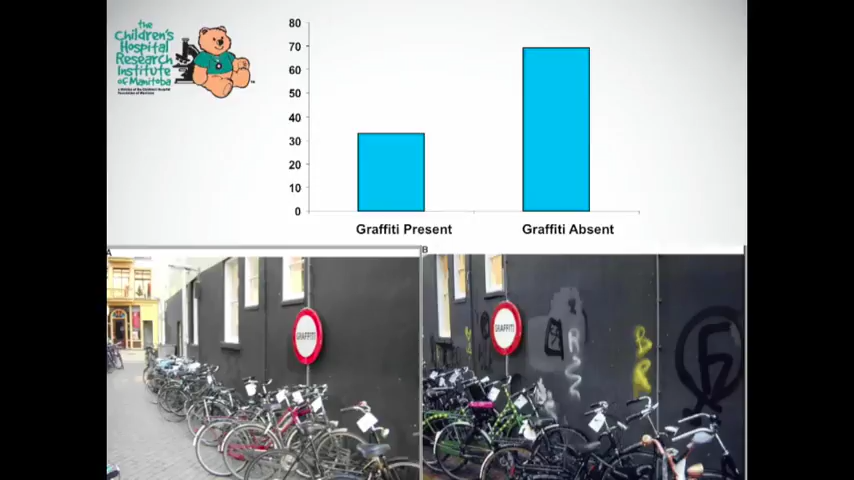 the
Children's
Hospital
Research
Institute
of Manitoba
80
70
60
50
40
30
20
10
0
Graffiti Present
Graffiti Absent
A
B
GRAFFITI
GRAFFITI